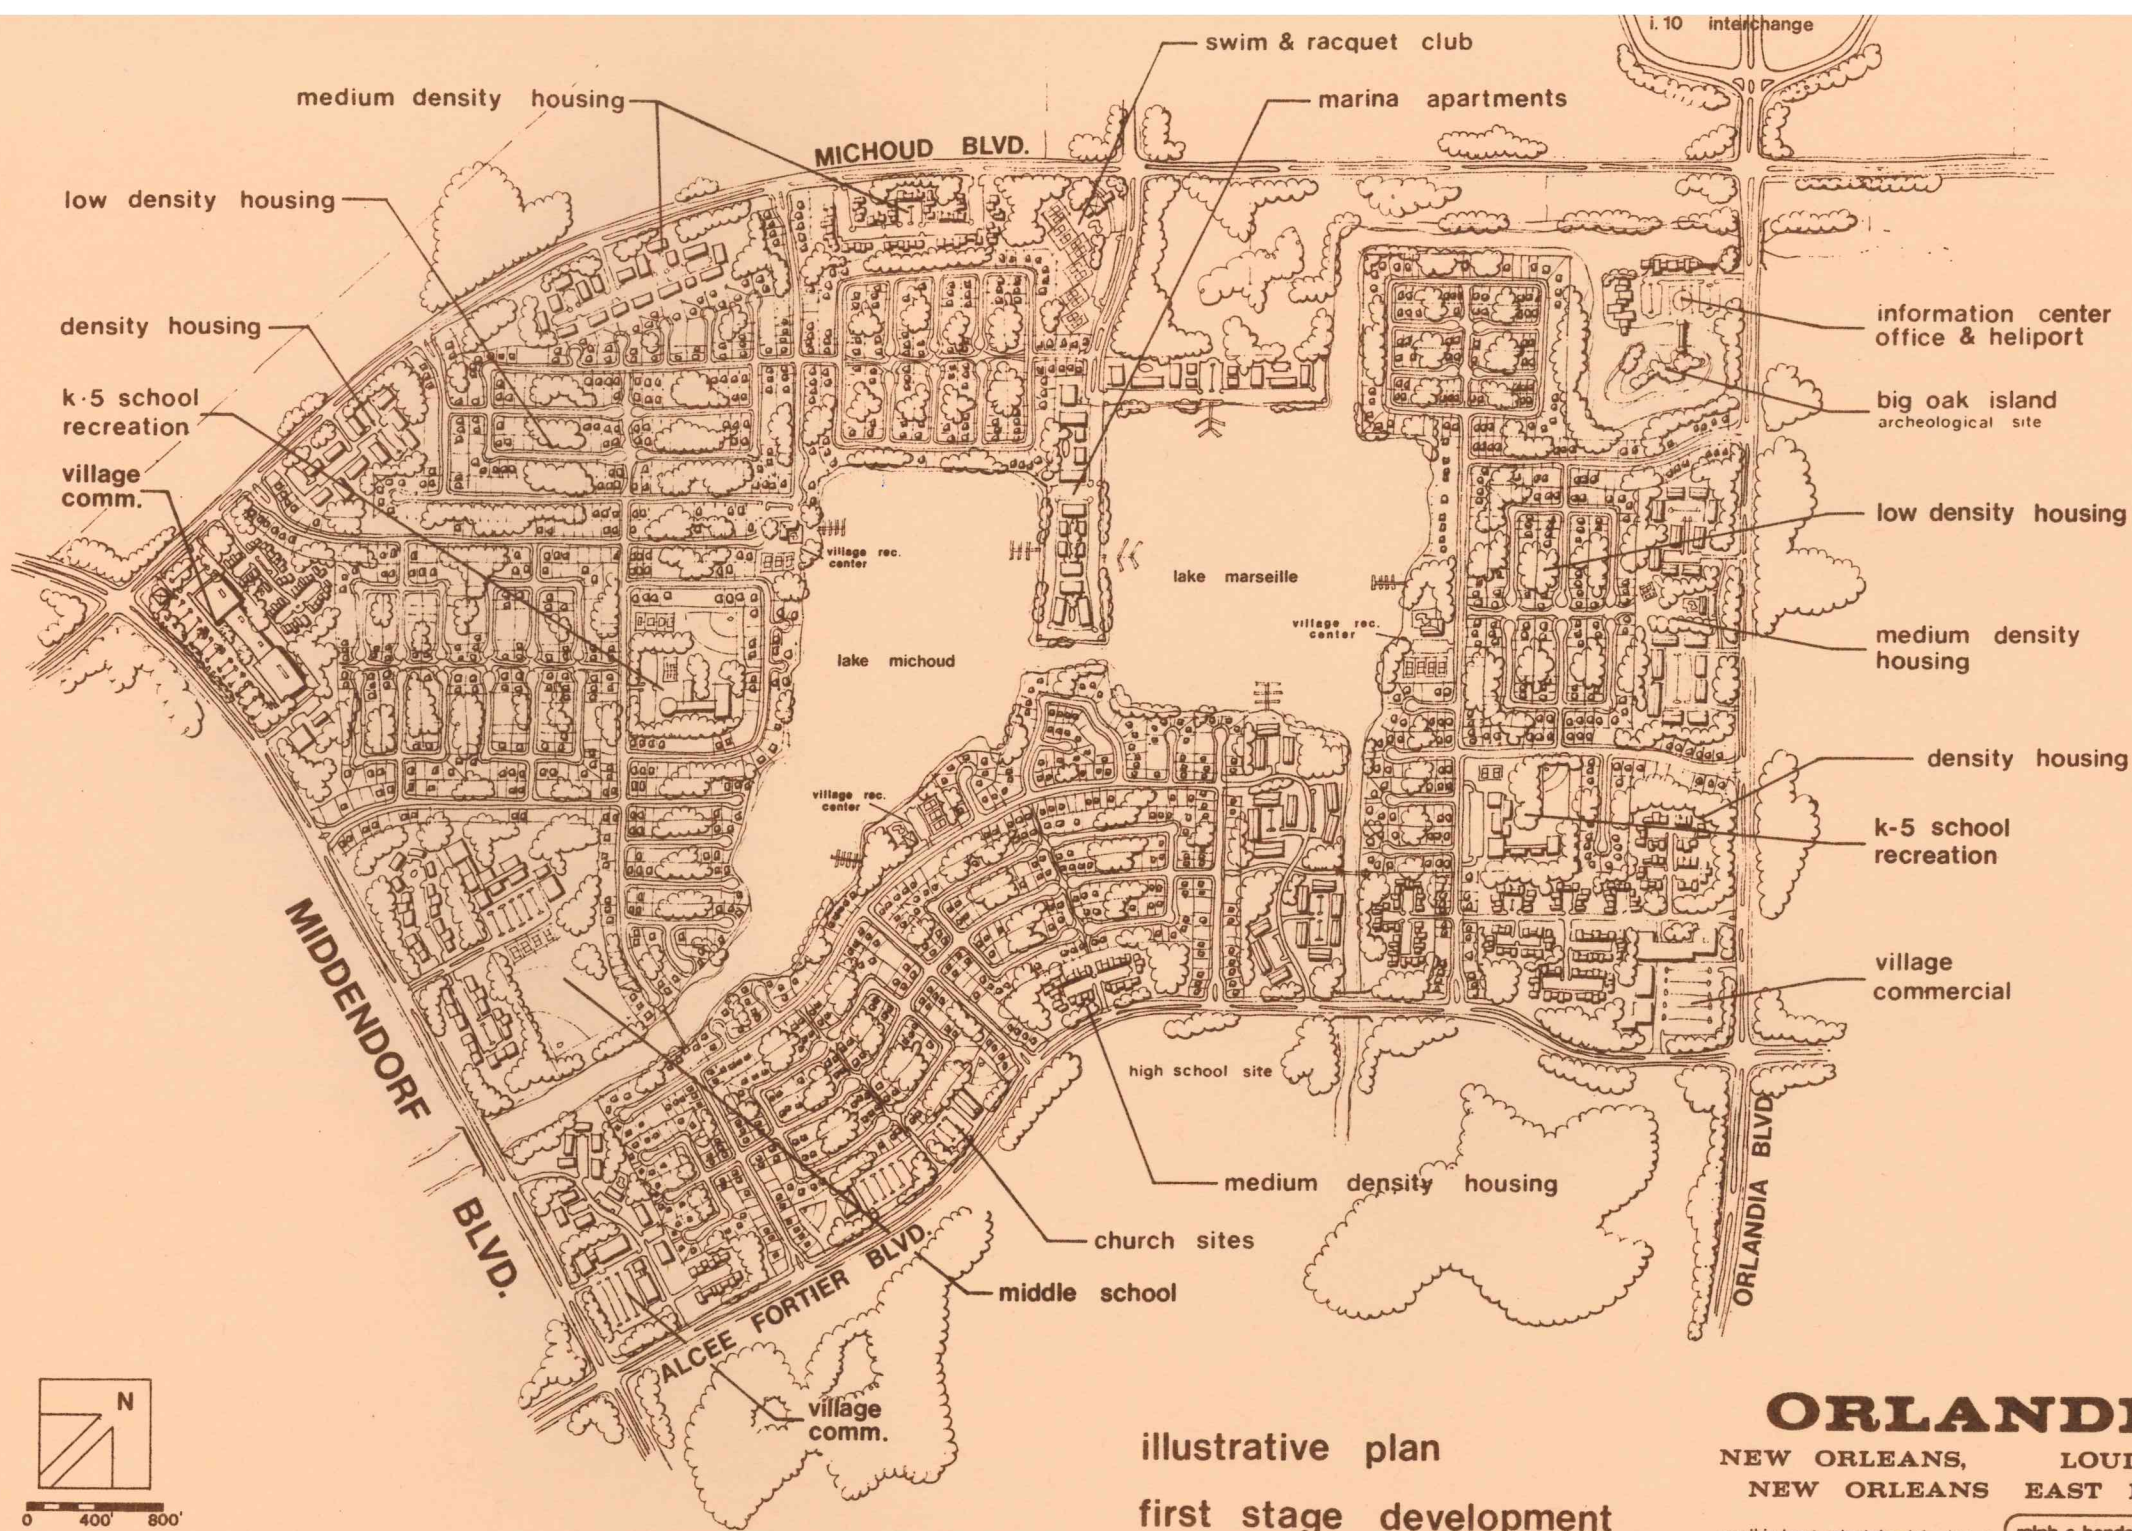 i.10 interchange
swim & racquet club
medium density housing
marina apartments
MICHOUD BLVD.
low density housing
density housing
k·5 school
recreation
village
comm.
information center
office & heliport
big oak island
archeological site
low density housing
village rec.
center
lake marseille
village rec.
center
medium density
housing
lake michoud
density housing
village rec.
center
k-5 school
recreation
MIDDENDORF BLVD.
village
commercial
high school site
medium density housing
church sites
ORLANDIA BLVD.
ALCEE FORTIER BLVD.
middle school
village
comm.
N
0 400' 800'
illustrative plan
first stage development
ORLANDI
NEW ORLEANS, LOUI
NEW ORLEANS EAST